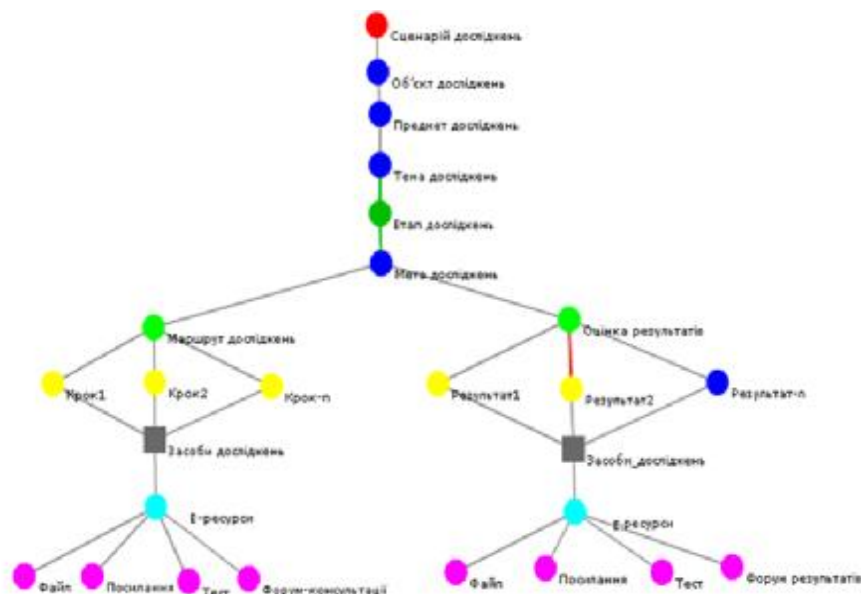 Сценарій досліджень
Об'єкт досліджень
Предмет досліджень
Тема досліджень
Етап досліджень
Мета досліджень
Маршрут досліджень
Оцінка результатів
Крок1
Крок2
Крок-n
Результат1
Результат2
Результат-n
Засоби досліджень
Засоби_досліджень
Е-ресурси
Е-ресурси
Файл
Посилання
Тест
Форум-консультації
Файл
Посилання
Тест
Форум результатів